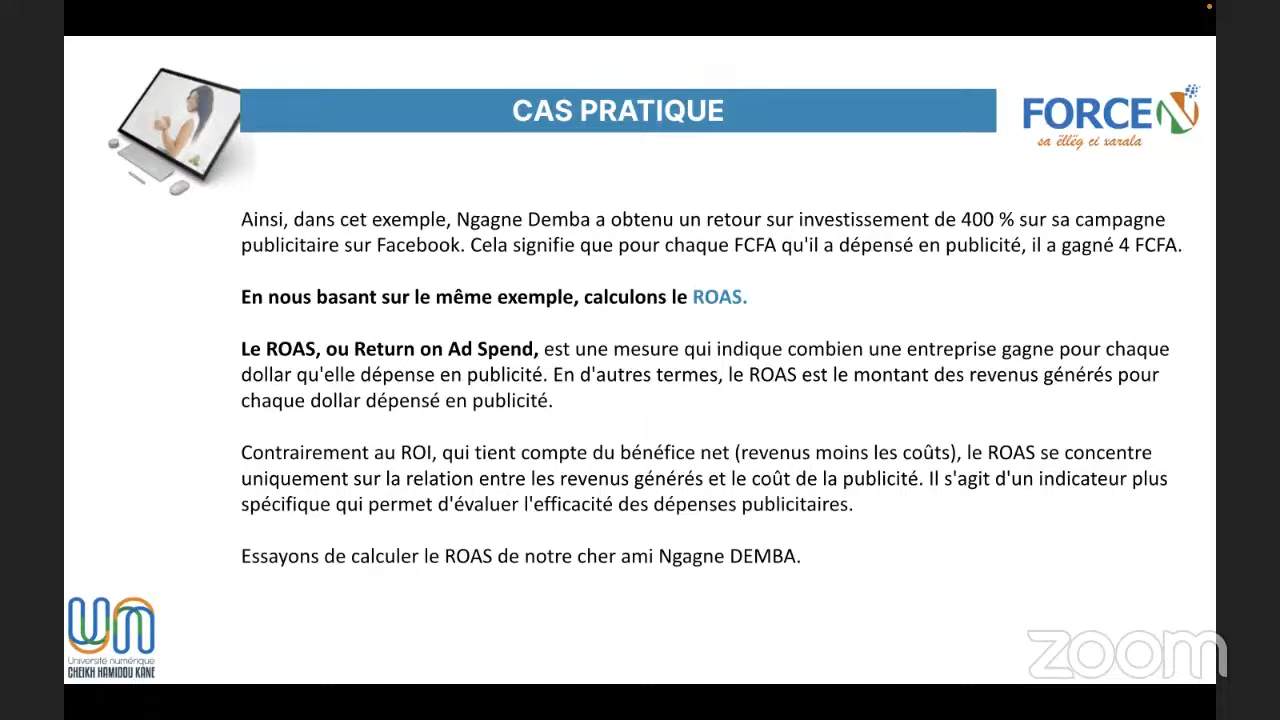 CAS PRATIQUE
FORCE N
sa ëllëg ci xarala
Ainsi, dans cet exemple, Ngagne Demba a obtenu un retour sur investissement de 400 % sur sa campagne
publicitaire sur Facebook. Cela signifie que pour chaque FCFA qu'il a dépensé en publicité, il a gagné 4 FCFA.
En nous basant sur le même exemple, calculons le ROAS.
Le ROAS, ou Return on Ad Spend, est une mesure qui indique combien une entreprise gagne pour chaque
dollar qu'elle dépense en publicité. En d'autres termes, le ROAS est le montant des revenus générés pour
chaque dollar dépensé en publicité.
Contrairement au ROI, qui tient compte du bénéfice net (revenus moins les coûts), le ROAS se concentre
uniquement sur la relation entre les revenus générés et le coût de la publicité. Il s'agit d'un indicateur plus
spécifique qui permet d'évaluer l'efficacité des dépenses publicitaires.
Essayons de calculer le ROAS de notre cher ami Ngagne DEMBA.
un
Université numérique
CHEIKH HAMIDOU KANE
zoom